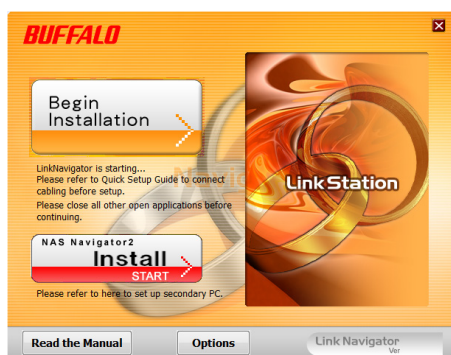 BUFFALO
Begin
Installation
LinkNavigator is starting...
Please refer to Quick Setup Guide to connect
cabling before setup.
Please close all other open applications before
continuing.
LinkStation
NAS Navigator2
Install
START
Please refer to here to set up secondary PC.
Read the Manual
Options
Link Navigator
Ver